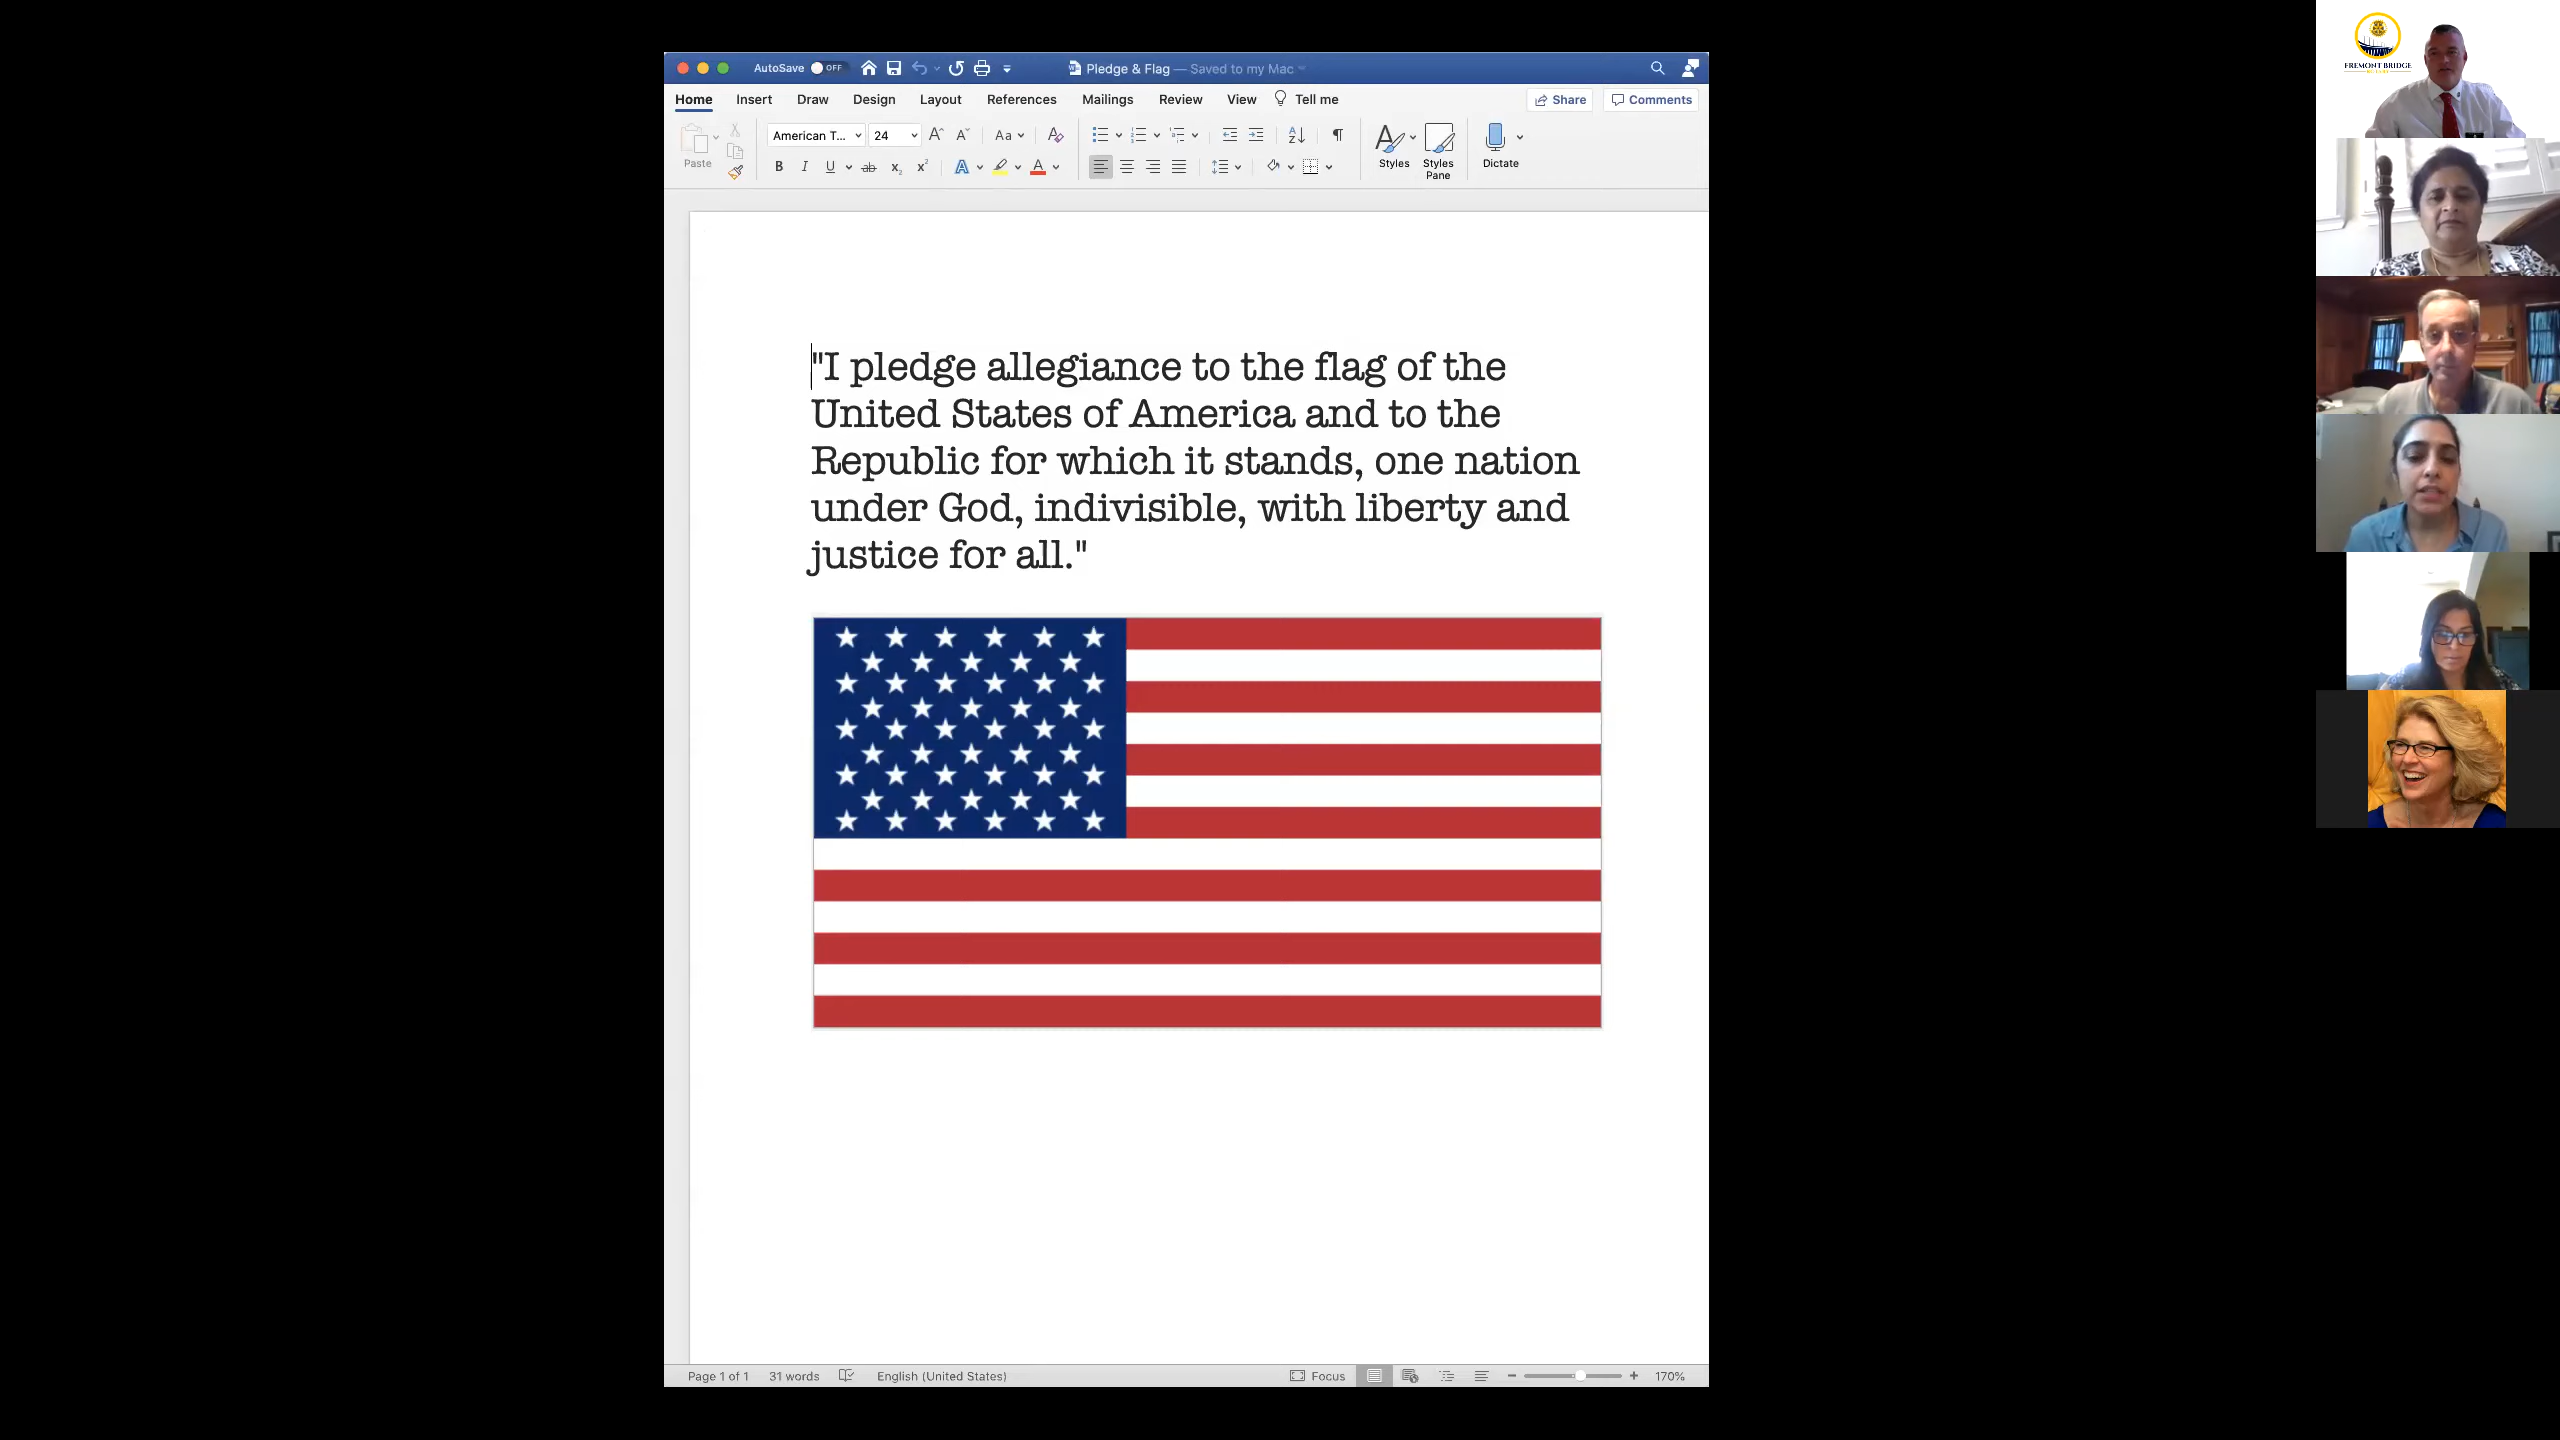 AutoSave OFF
Pledge & Flag — Saved to my Mac
Home Insert Draw Design Layout References Mailings Review View Tell me
Share Comments
Paste
American T... 24 Aa
Styles Styles Pane Dictate
"I pledge allegiance to the flag of the
United States of America and to the
Republic for which it stands, one nation
under God, indivisible, with liberty and
justice for all."
Page 1 of 1 31 words English (United States) Focus 170%
FREMONT BRIDGE